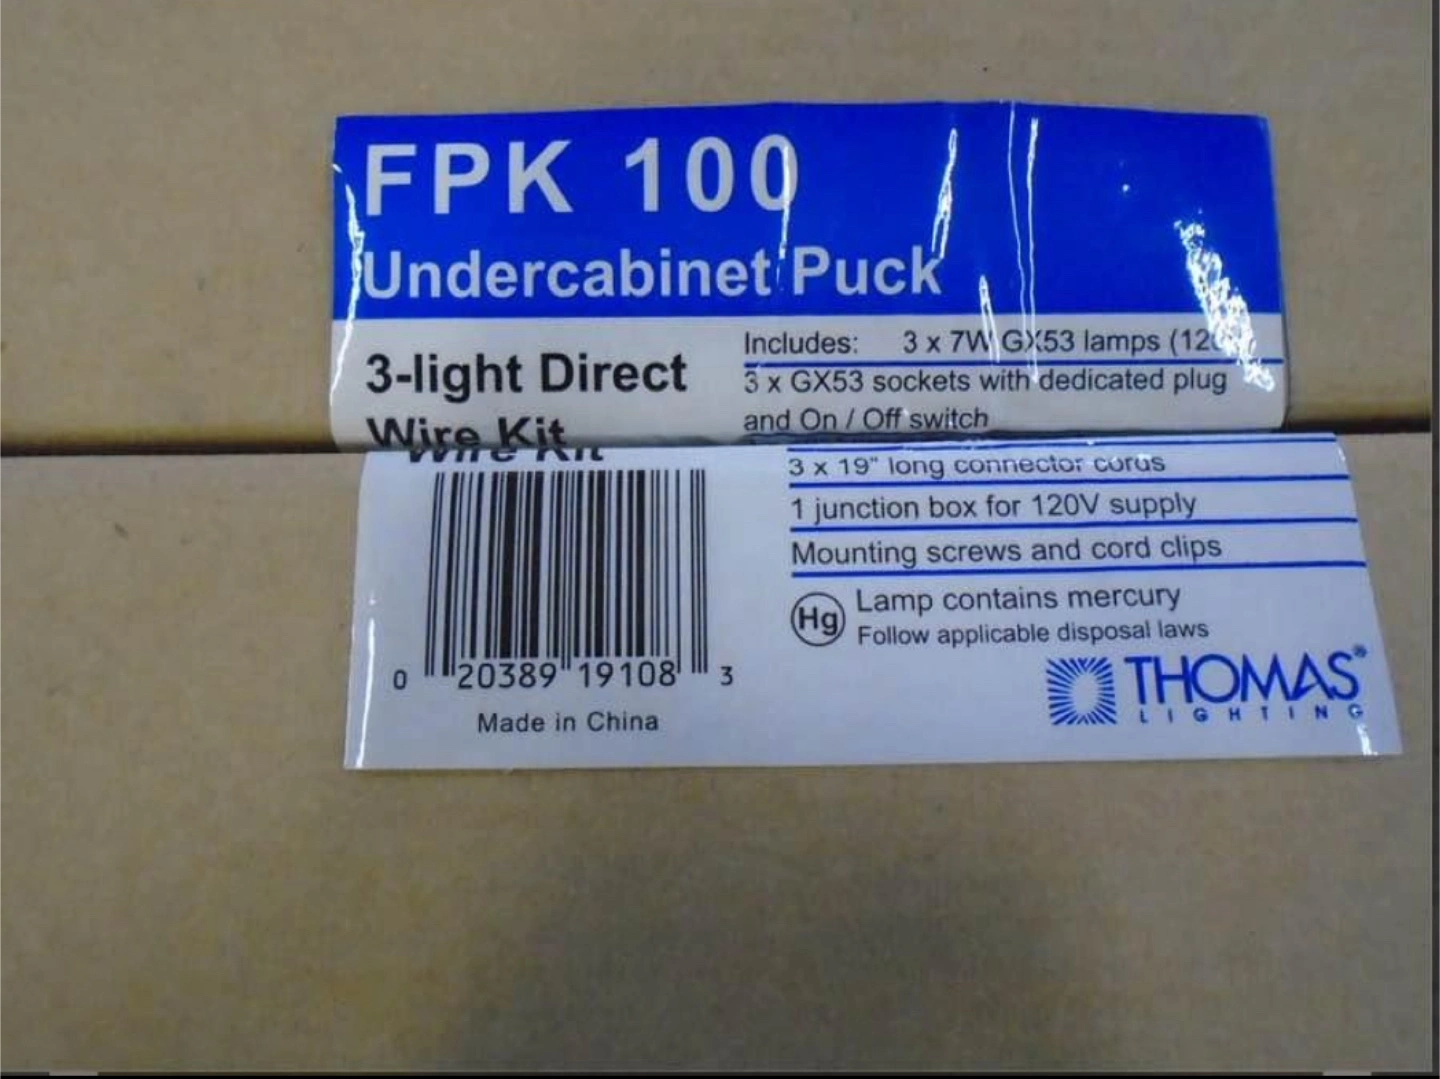 FPK 100
Undercabinet Puck
3-light Direct
Wire Kit
Includes: 3 x 7W GX53 lamps
3 x GX53 sockets with dedicated plug
and On / Off switch
3 x 19" long connector cords
1 junction box for 120V supply
Mounting screws and cord clips
Hg
Lamp contains mercury
Follow applicable disposal laws
0 20389 19108 3
Made in China
THOMAS®
LIGHTING